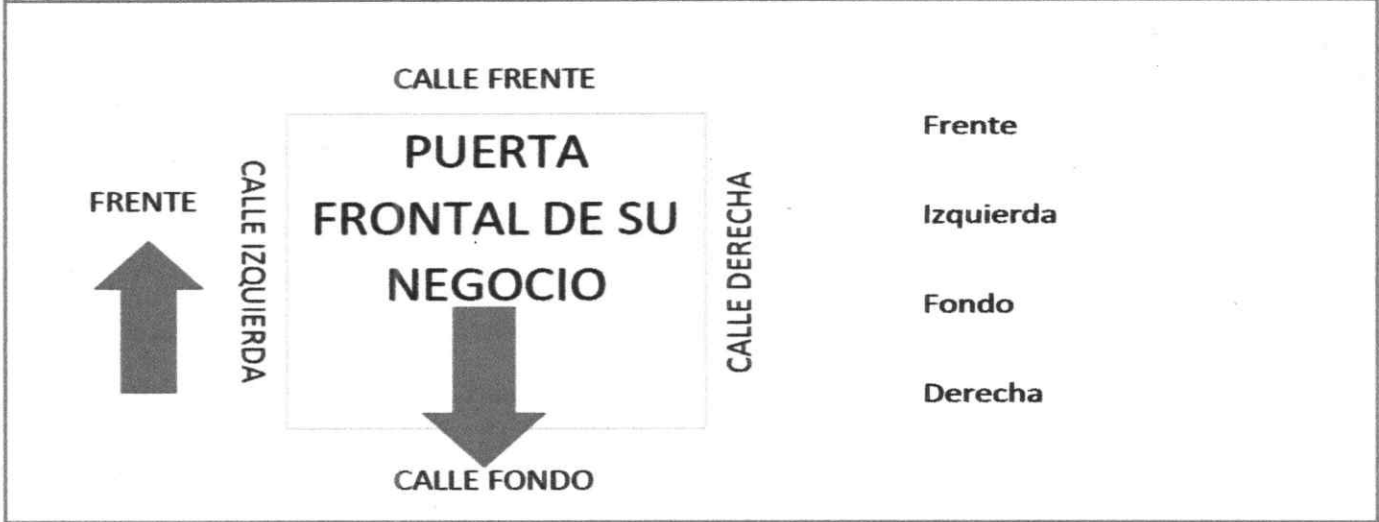 CALLE FRENTE
PUERTA
FRONTAL DE SU
NEGOCIO
FRENTE
CALLE IZQUIERDA
CALLE DERECHA
CALLE FONDO
Frente
Izquierda
Fondo
Derecha